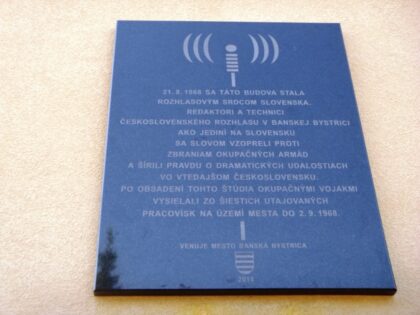 21. 8. 1968 SA TÁTO BUDOVA STALA
ROZHLASOVÝM SRDCOM SLOVENSKA.
REDAKTORI A TECHNICI
ČESKOSLOVENSKÉHO ROZHLASU V BANSKEJ BYSTRICI
AKO JEDINÍ NA SLOVENSKU
SA SLOVOM VZOPRELI PROTI
ZBRANIAM OKUPAČNÝCH ARMÁD
A ŠÍRILI PRAVDU O DRAMATICKÝCH UDALOSTIACH
VO VTEDAJŠOM ČESKOSLOVENSKU.
PO OBSADENÍ TOHTO ŠTÚDIA OKUPAČNÝMI VOJAKMI
VYSIELALI ZO ŠIESTICH UTAJOVANÝCH
PRACOVÍSK NA ÚZEMÍ MESTA DO 2. 9. 1968.
VENUJE MESTO BANSKÁ BYSTRICA